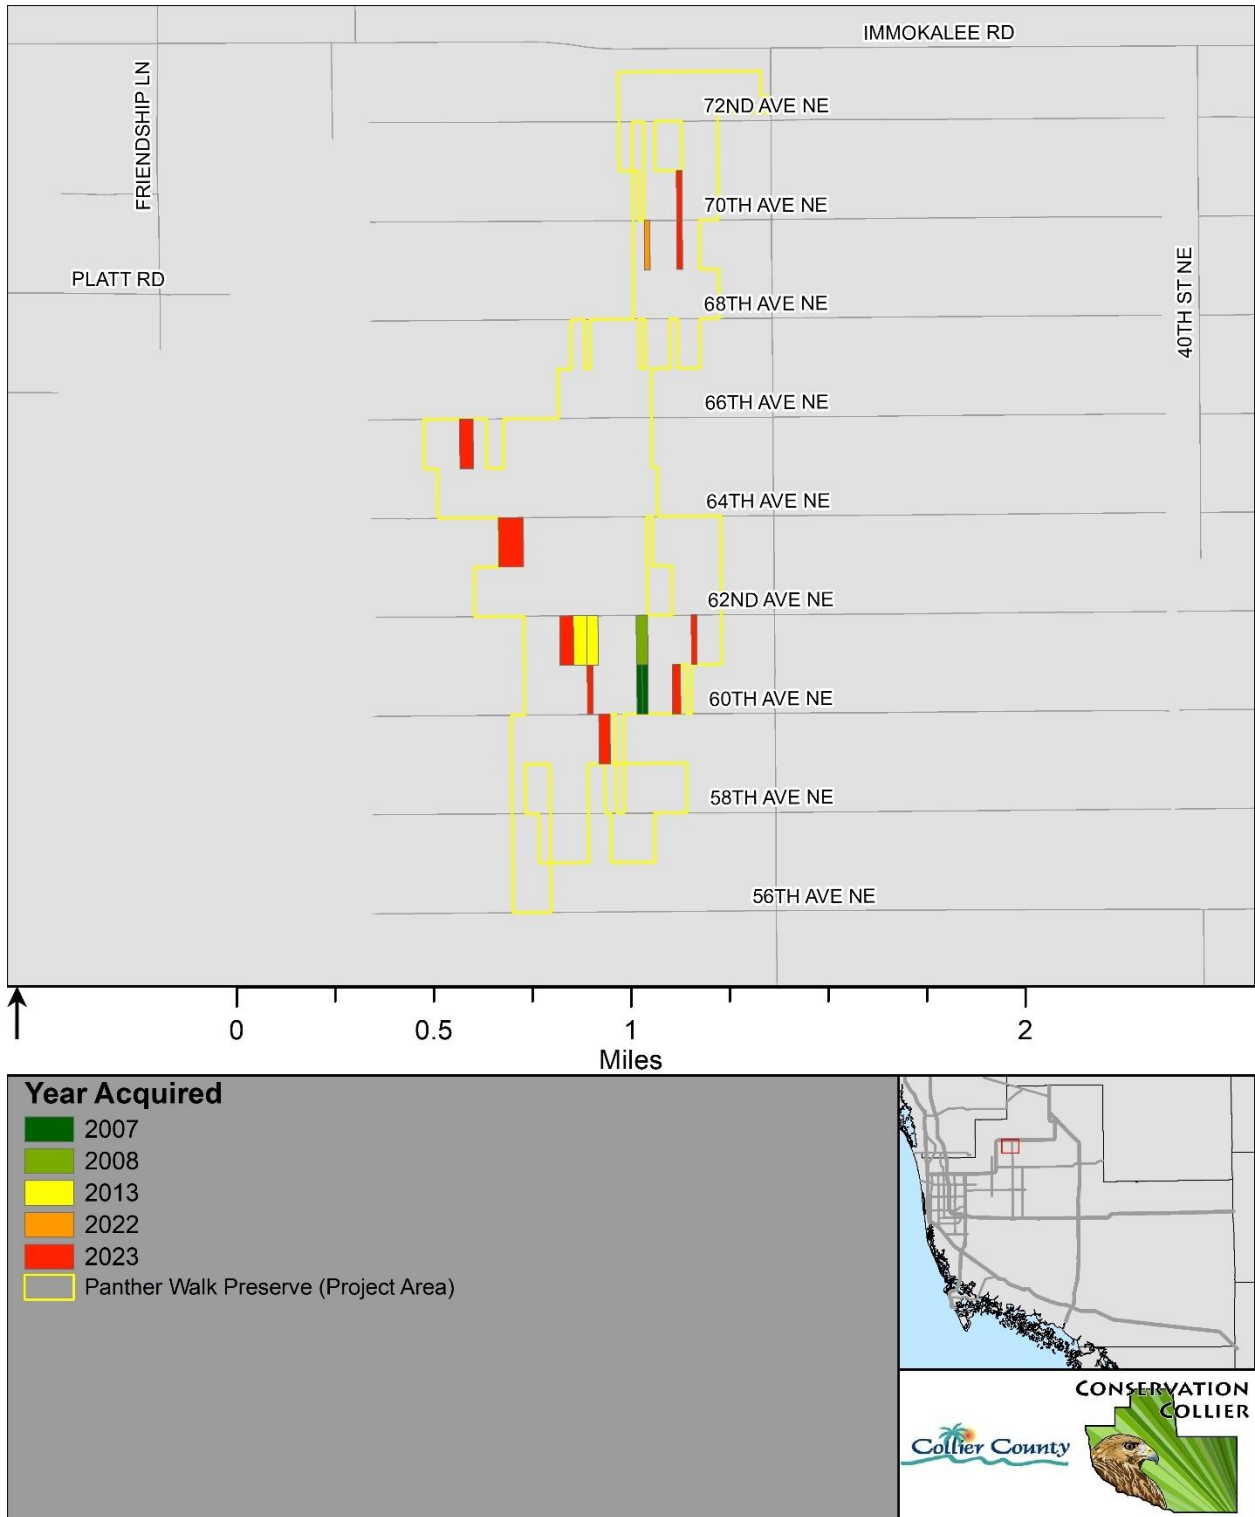 IMMOKALEE RD
FRIENDSHIP LN
72ND AVE NE
70TH AVE NE
PLATT RD
68TH AVE NE
40TH ST NE
66TH AVE NE
64TH AVE NE
62ND AVE NE
60TH AVE NE
58TH AVE NE
56TH AVE NE
0 0.5 1 2
Miles
Year Acquired
2007
2008
2013
2022
2023
Panther Walk Preserve (Project Area)
CONSERVATION
COLLIER
Collier County